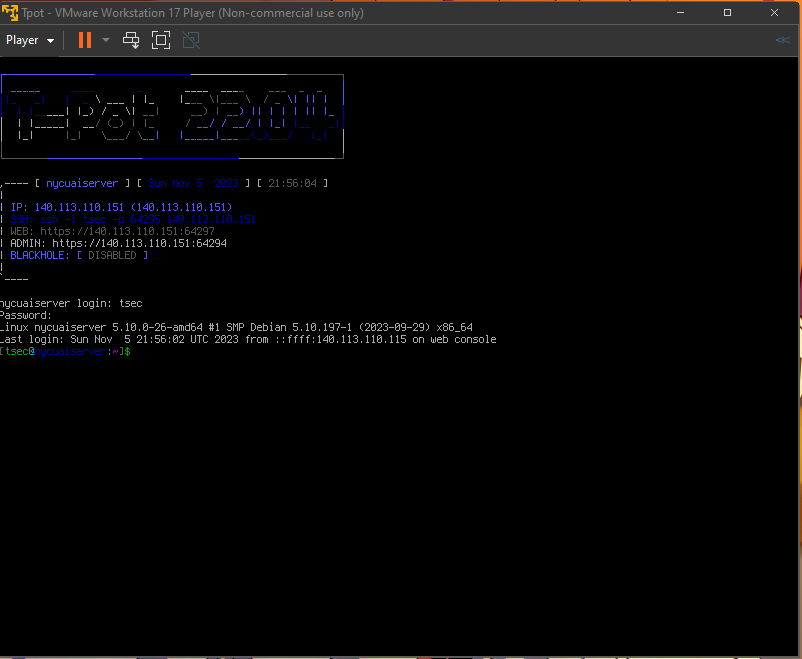 Tpot - VMware Workstation 17 Player (Non-commercial use only)
Player
T-Pot 22.04
,---- [ nycuaiserver ] [ Sun Nov 5 2023 ] [ 21:56:04 ]
|
| IP: 140.113.110.151 (140.113.110.151)
| SSH: ssh -l tsec -p 64295 140.113.110.151
| WEB: https://140.113.110.151:64297
| ADMIN: https://140.113.110.151:64294
| BLACKHOLE: [ DISABLED ]
|
`----
nycuaiserver login: tsec
Password:
Linux nycuaiserver 5.10.0-26-amd64 #1 SMP Debian 5.10.197-1 (2023-09-29) x86_64
Last login: Sun Nov  5 21:56:02 UTC 2023 from ::ffff:140.113.110.115 on web console
[tsec@nycuaiserver:~]$